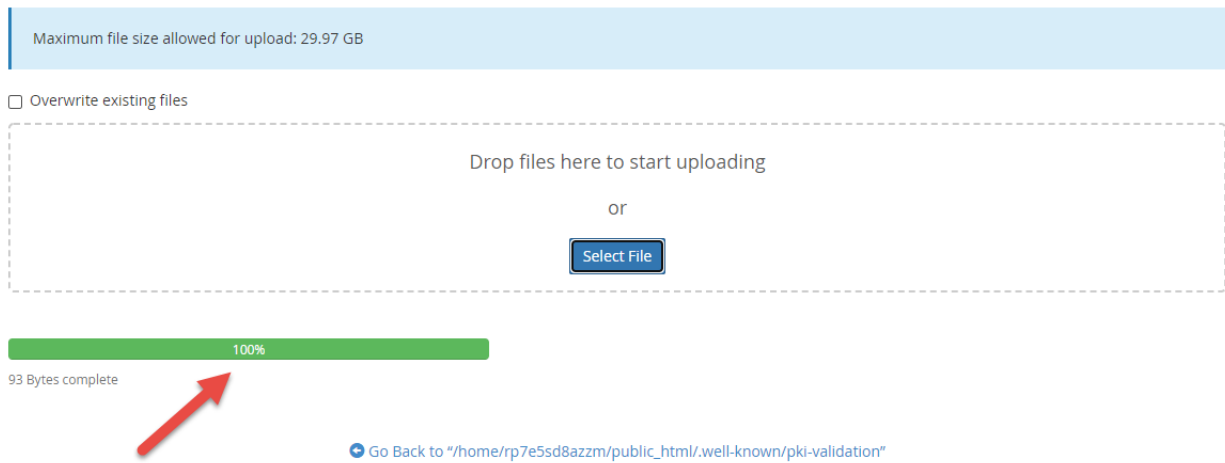 Maximum file size allowed for upload: 29.97 GB
Overwrite existing files
Drop files here to start uploading
or
Select File
100%
93 Bytes complete
Go Back to “/home/rp7e5sd8azzm/public_html/.well-known/pki-validation”